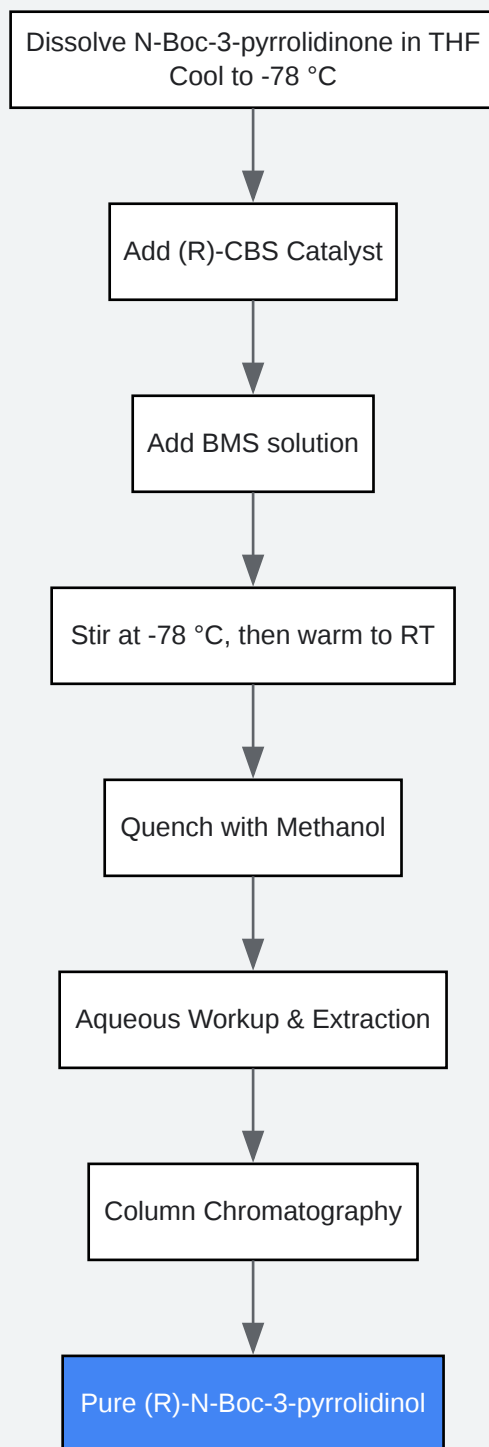 Dissolve N-Boc-3-pyrrolidinone in THF
Cool to -78 °C
Add (R)-CBS Catalyst
Add BMS solution
Stir at -78 °C, then warm to RT
Quench with Methanol
Aqueous Workup & Extraction
Column Chromatography
Pure (R)-N-Boc-3-pyrrolidinol